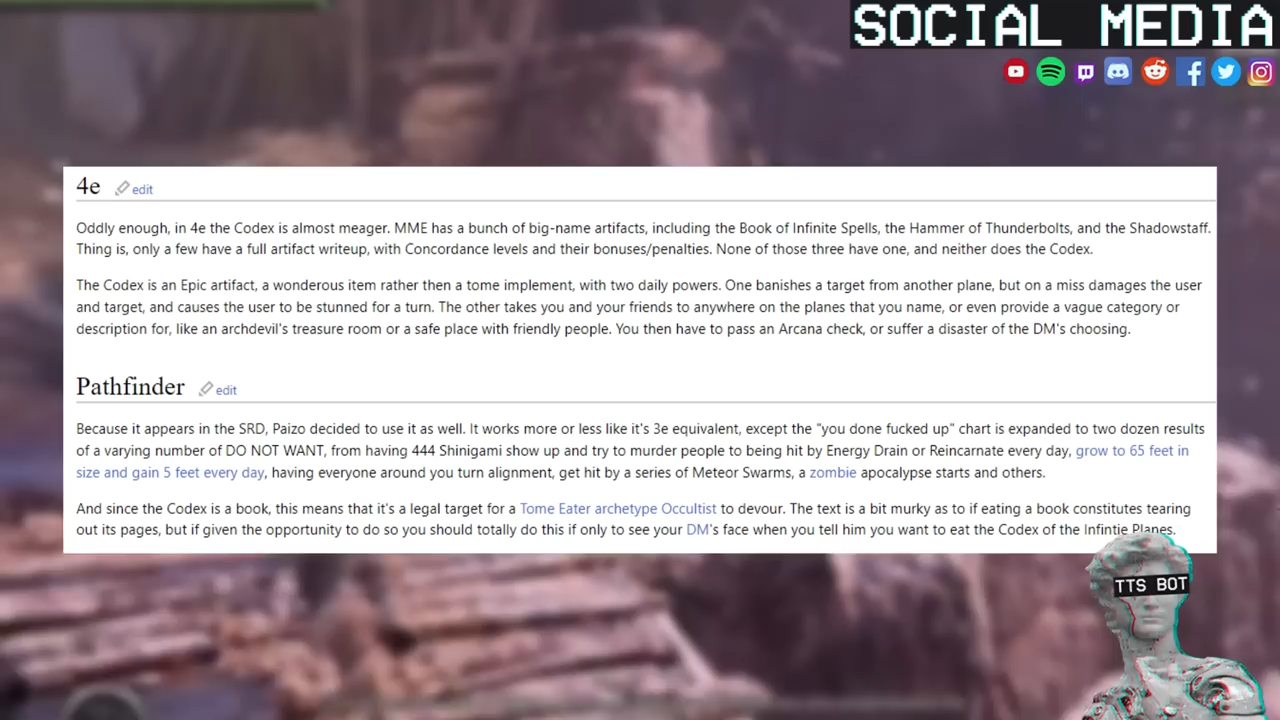 SOCIAL MEDIA
4e edit
Oddly enough, in 4e the Codex is almost meager. MME has a bunch of big-name artifacts, including the Book of Infinite Spells, the Hammer of Thunderbolts, and the Shadowstaff.
Thing is, only a few have a full artifact writeup, with Concordance levels and their bonuses/penalties. None of those three have one, and neither does the Codex.
The Codex is an Epic artifact, a wonderous item rather then a tome implement, with two daily powers. One banishes a target from another plane, but on a miss damages the user
and target, and causes the user to be stunned for a turn. The other takes you and your friends to anywhere on the planes that you name, or even provide a vague category or
description for, like an archdevil's treasure room or a safe place with friendly people. You then have to pass an Arcana check, or suffer a disaster of the DM's choosing.
Pathfinder edit
Because it appears in the SRD, Paizo decided to use it as well. It works more or less like it's 3e equivalent, except the "you done fucked up" chart is expanded to two dozen results
of a varying number of DO NOT WANT, from having 444 Shinigami show up and try to murder people to being hit by Energy Drain or Reincarnate every day, grow to 65 feet in
size and gain 5 feet every day, having everyone around you turn alignment, get hit by a series of Meteor Swarms, a zombie apocalypse starts and others.
And since the Codex is a book, this means that it's a legal target for a Tome Eater archetype Occultist to devour. The text is a bit murky as to if eating a book constitutes tearing
out its pages, but if given the opportunity to do so you should totally do this if only to see your DM's face when you tell him you want to eat the Codex of the Infintie Planes.
TTS BOT